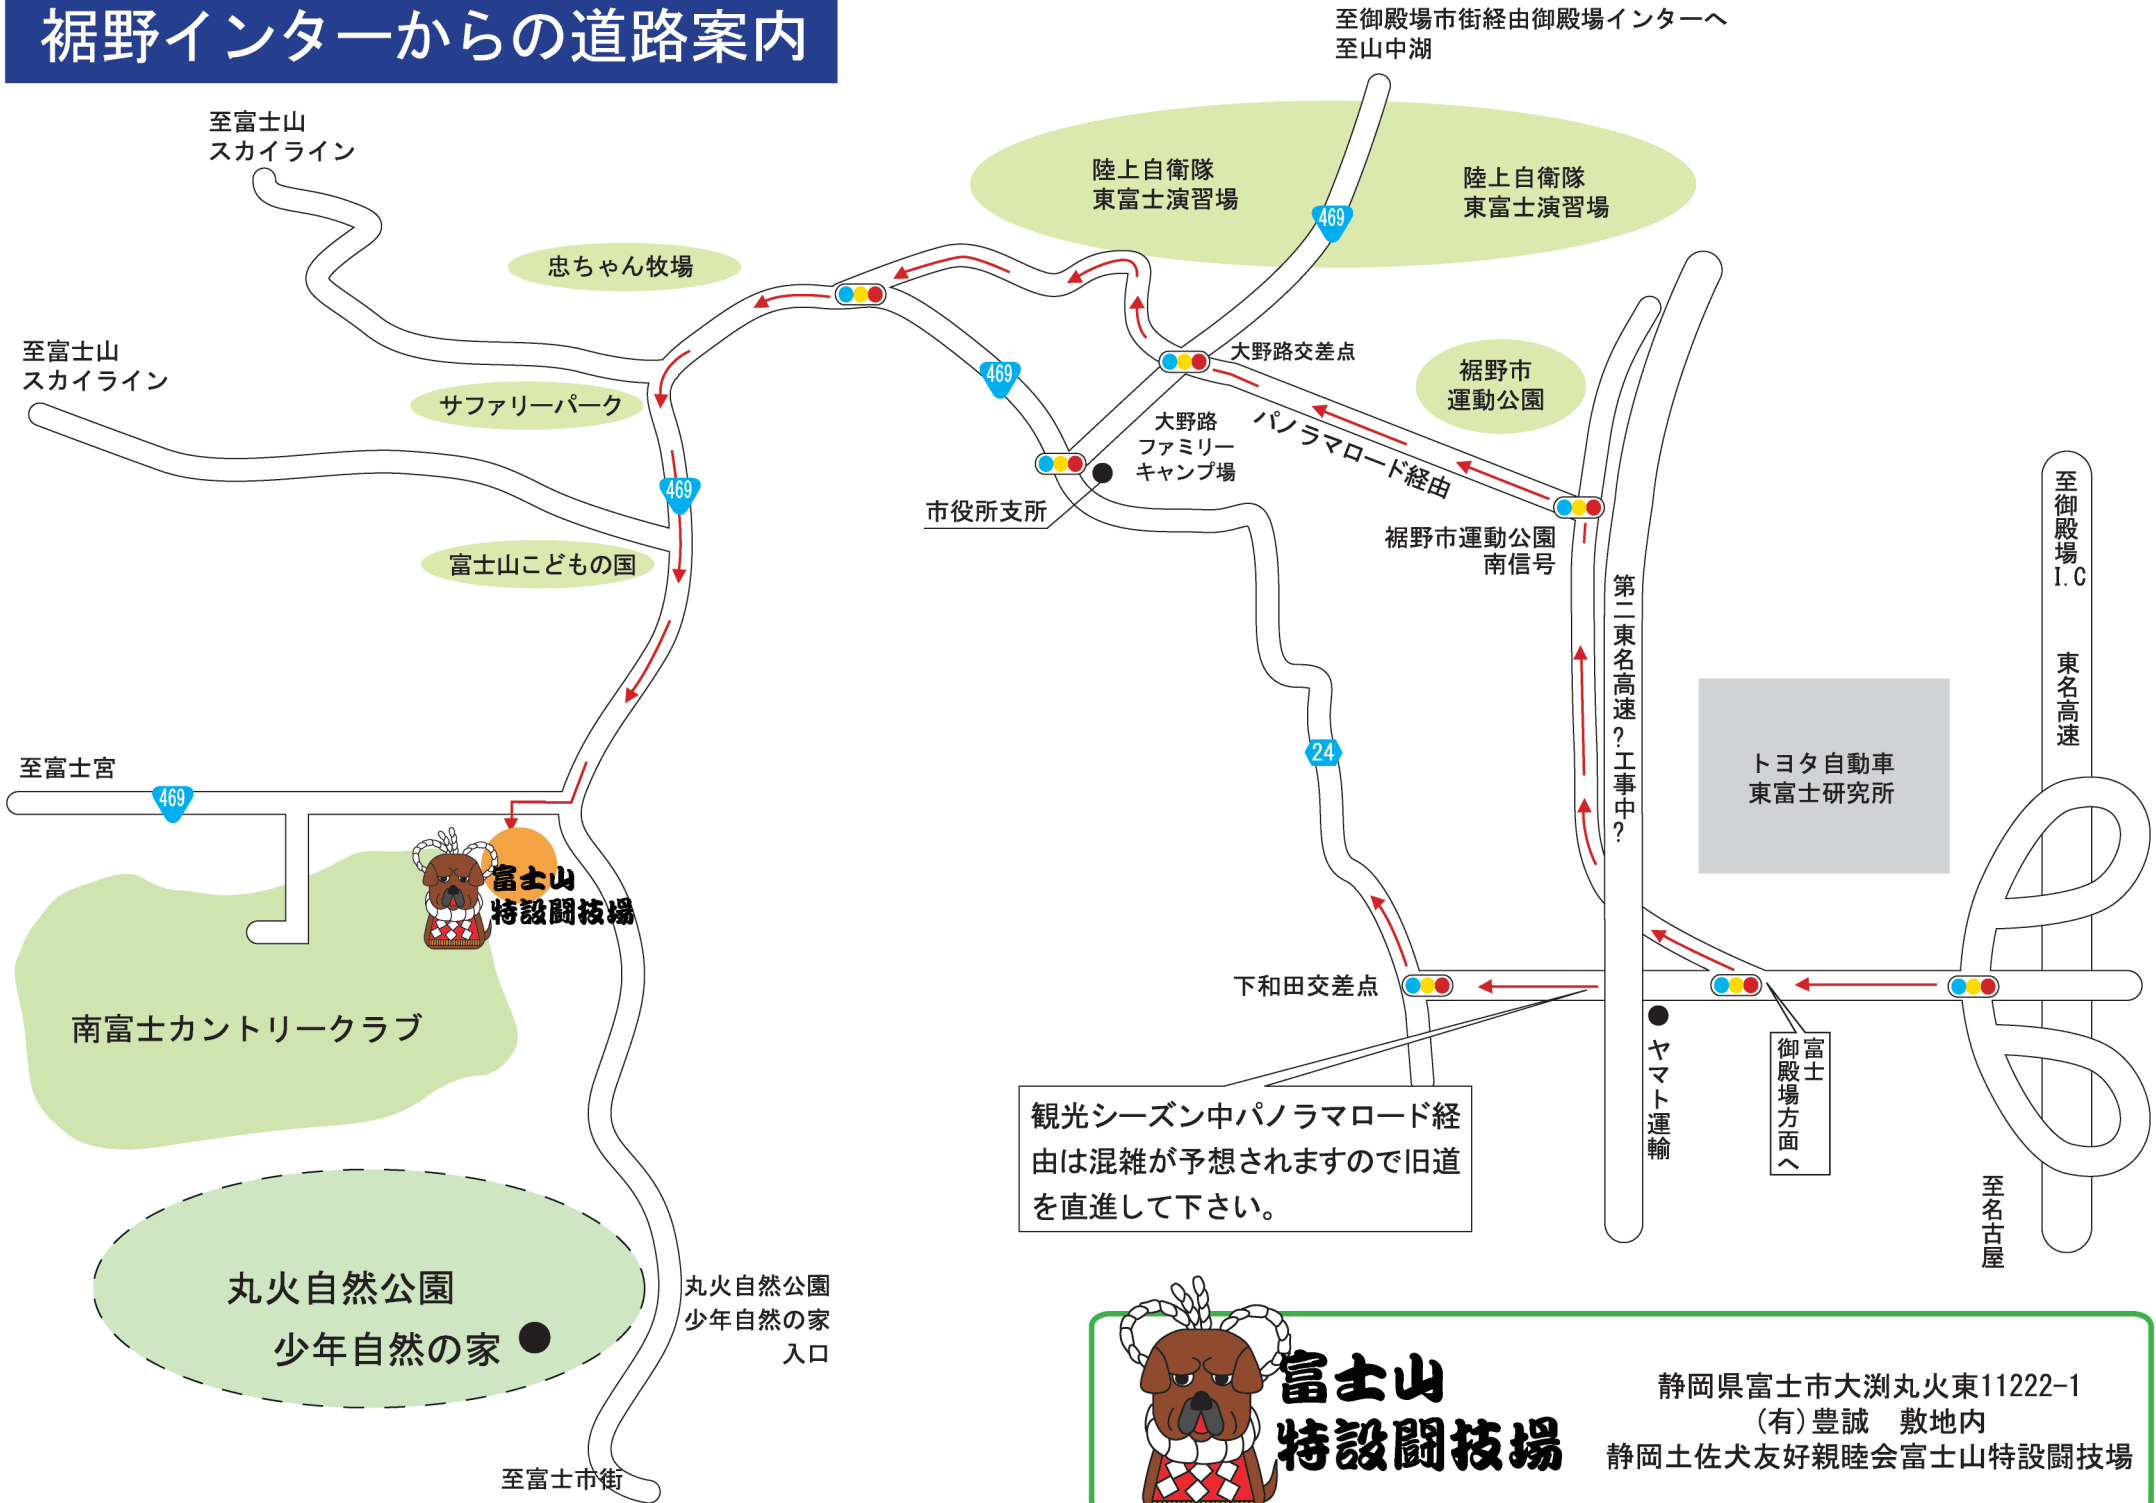 裾野インターからの道路案内
至御殿場市街経由御殿場インターへ
至山中湖
至富士山
スカイライン
陸上自衛隊
東富士演習場
陸上自衛隊
東富士演習場
469
忠ちゃん牧場
至富士山
スカイライン
サファリーパーク
469
大野路交差点
裾野市
運動公園
大野路
ファミリー
キャンプ場
パノラマロード経由
469
市役所支所
裾野市運動公園
南信号
富士山こどもの国
至御殿場I.C
東名高速
第二東名高速?工事中?
24
トヨタ自動車
東富士研究所
至富士宮
469
富士山
特設闘技場
下和田交差点
南富士カントリークラブ
ヤマト運輸
富士
御殿場方面へ
観光シーズン中パノラマロード経
由は混雑が予想されますので旧道
を直進して下さい。
至名古屋
丸火自然公園
少年自然の家
丸火自然公園
少年自然の家
入口
至富士市街
富士山
特設闘技場
静岡県富士市大渕丸火東11222-1
(有)豊誠　敷地内
静岡土佐犬友好親睦会富士山特設闘技場